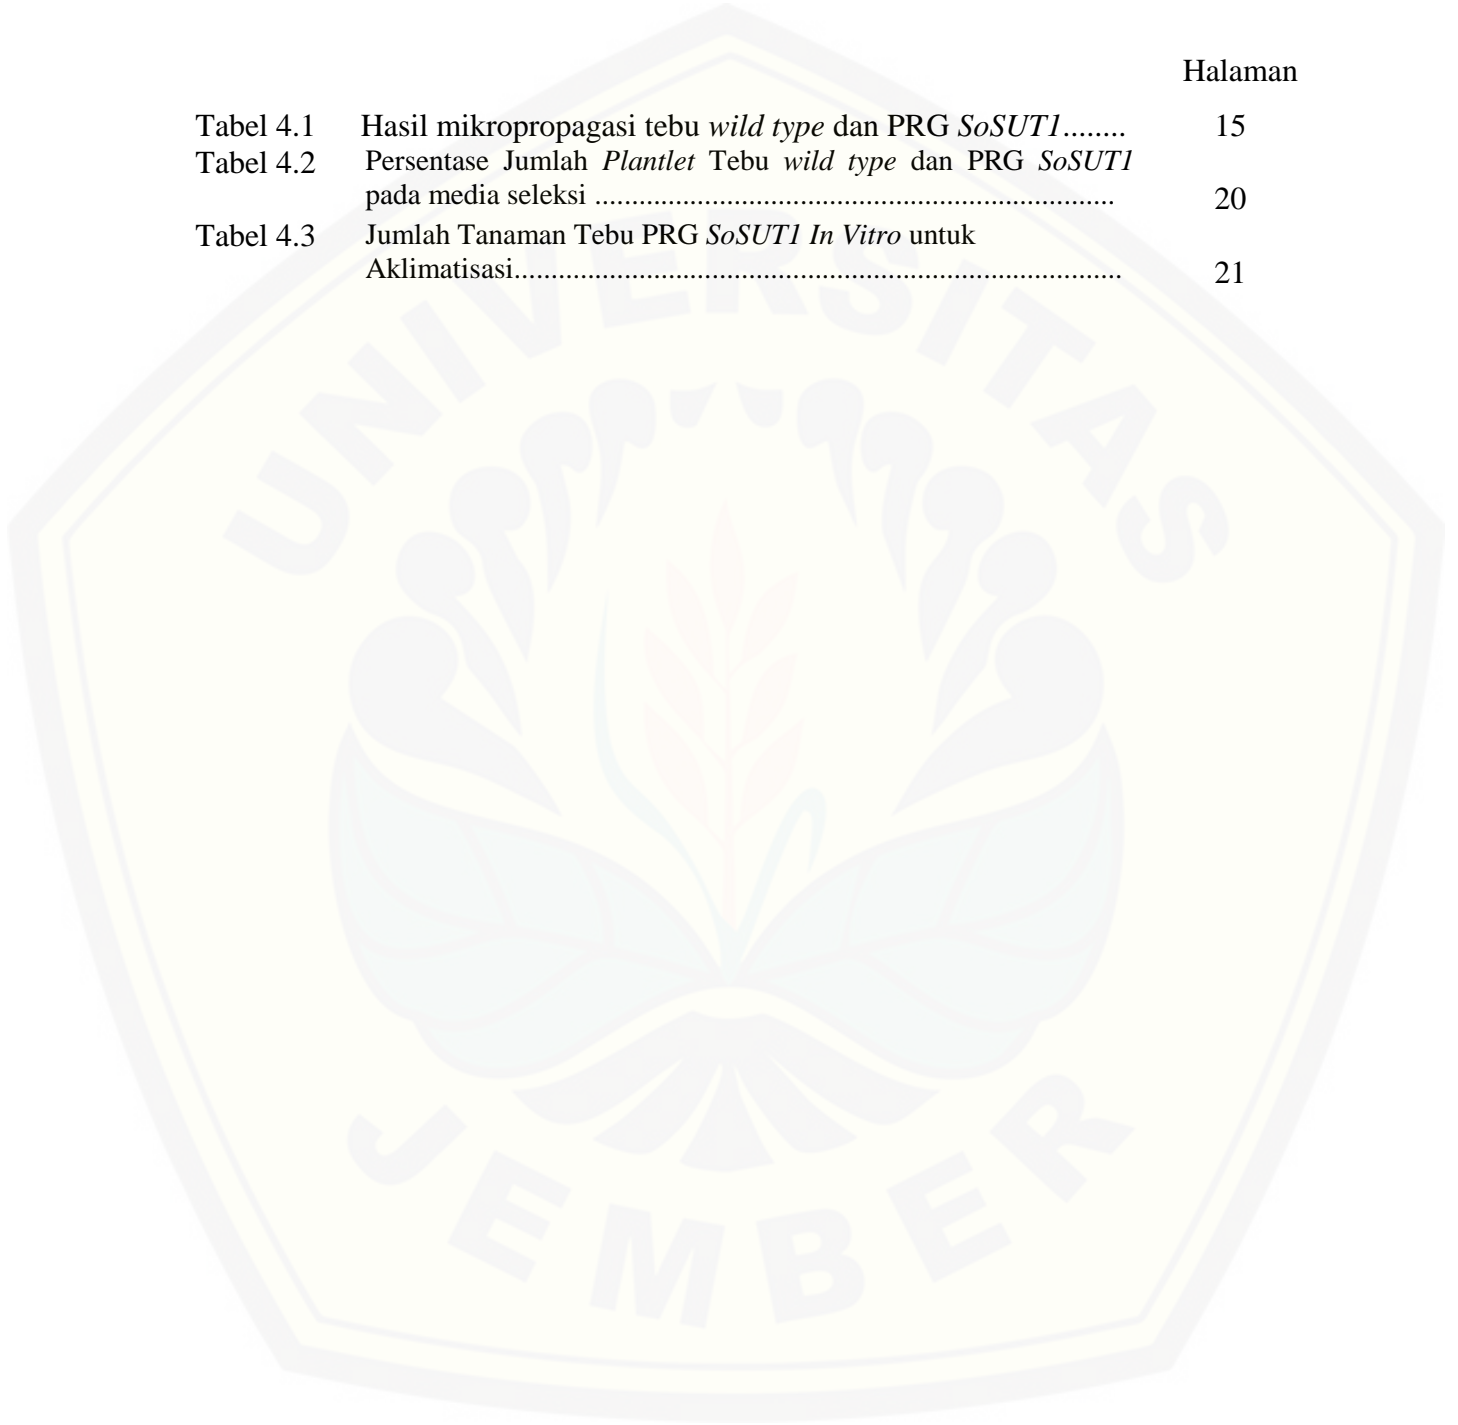 Halaman
Tabel 4.1 Hasil mikropropagasi tebu wild type dan PRG SoSUT1........ 15
Tabel 4.2 Persentase Jumlah Plantlet Tebu wild type dan PRG SoSUT1
pada media seleksi ...................................................................... 20
Tabel 4.3 Jumlah Tanaman Tebu PRG SoSUT1 In Vitro untuk
Aklimatisasi.................................................................................. 21
UNIVERSITAS
JEMBER